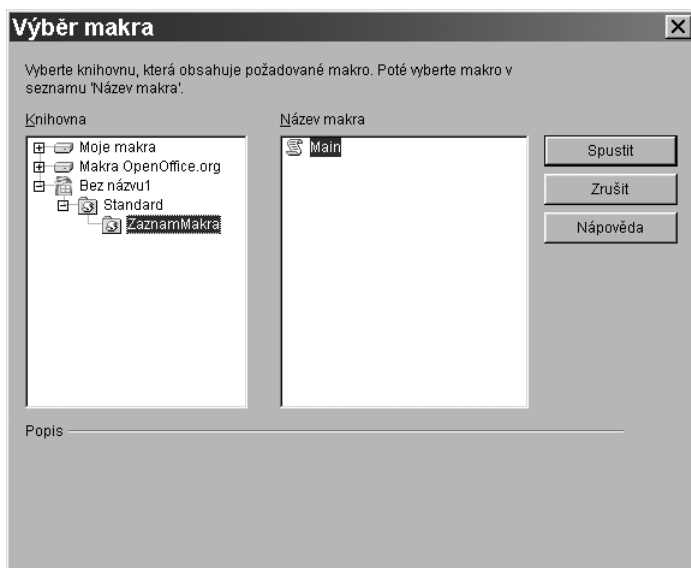 Výběr makra
Vyberte knihovnu, která obsahuje požadované makro. Poté vyberte makro v
seznamu 'Název makra'.
Knihovna
Název makra
Moje makra
Makra OpenOffice.org
Bez názvu1
Standard
ZaznamMakra
Main
Spustit
Zrušit
Nápověda
Popis